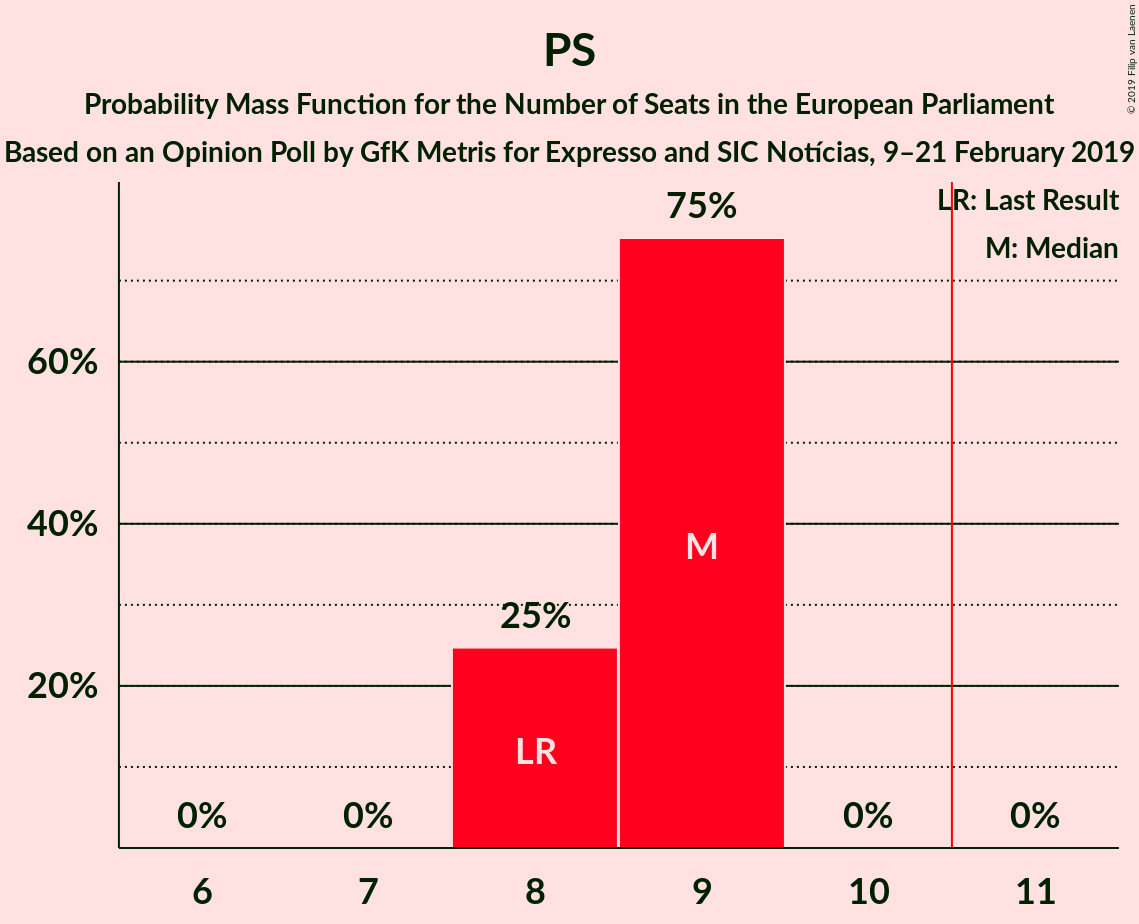 PS
Probability Mass Function for the Number of Seats in the European Parliament
Based on an Opinion Poll by GfK Metris for Expresso and SIC Notícias, 9–21 February 2019
© 2019 Filip van Laenen
LR: Last Result
M: Median
75%
60%
40%
M
25%
20%
LR
0% 0% 0% 0%
6 7 8 9 10 11